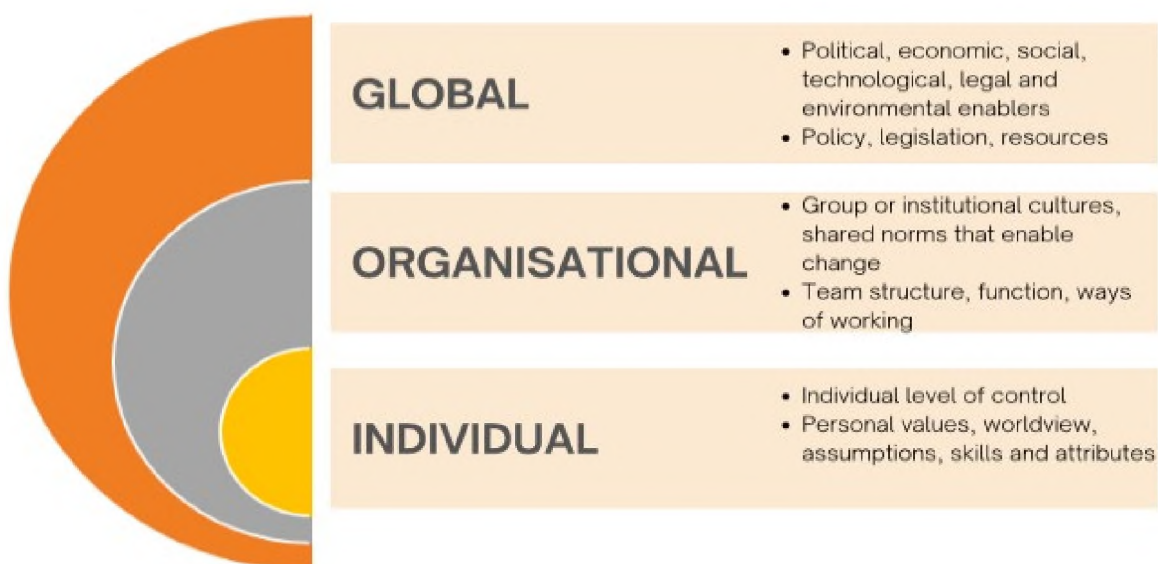 GLOBAL
• Political, economic, social,
technological, legal and
environmental enablers
• Policy, legislation, resources
ORGANISATIONAL
• Group or institutional cultures,
shared norms that enable
change
• Team structure, function, ways
of working
INDIVIDUAL
• Individual level of control
• Personal values, worldview,
assumptions, skills and attributes